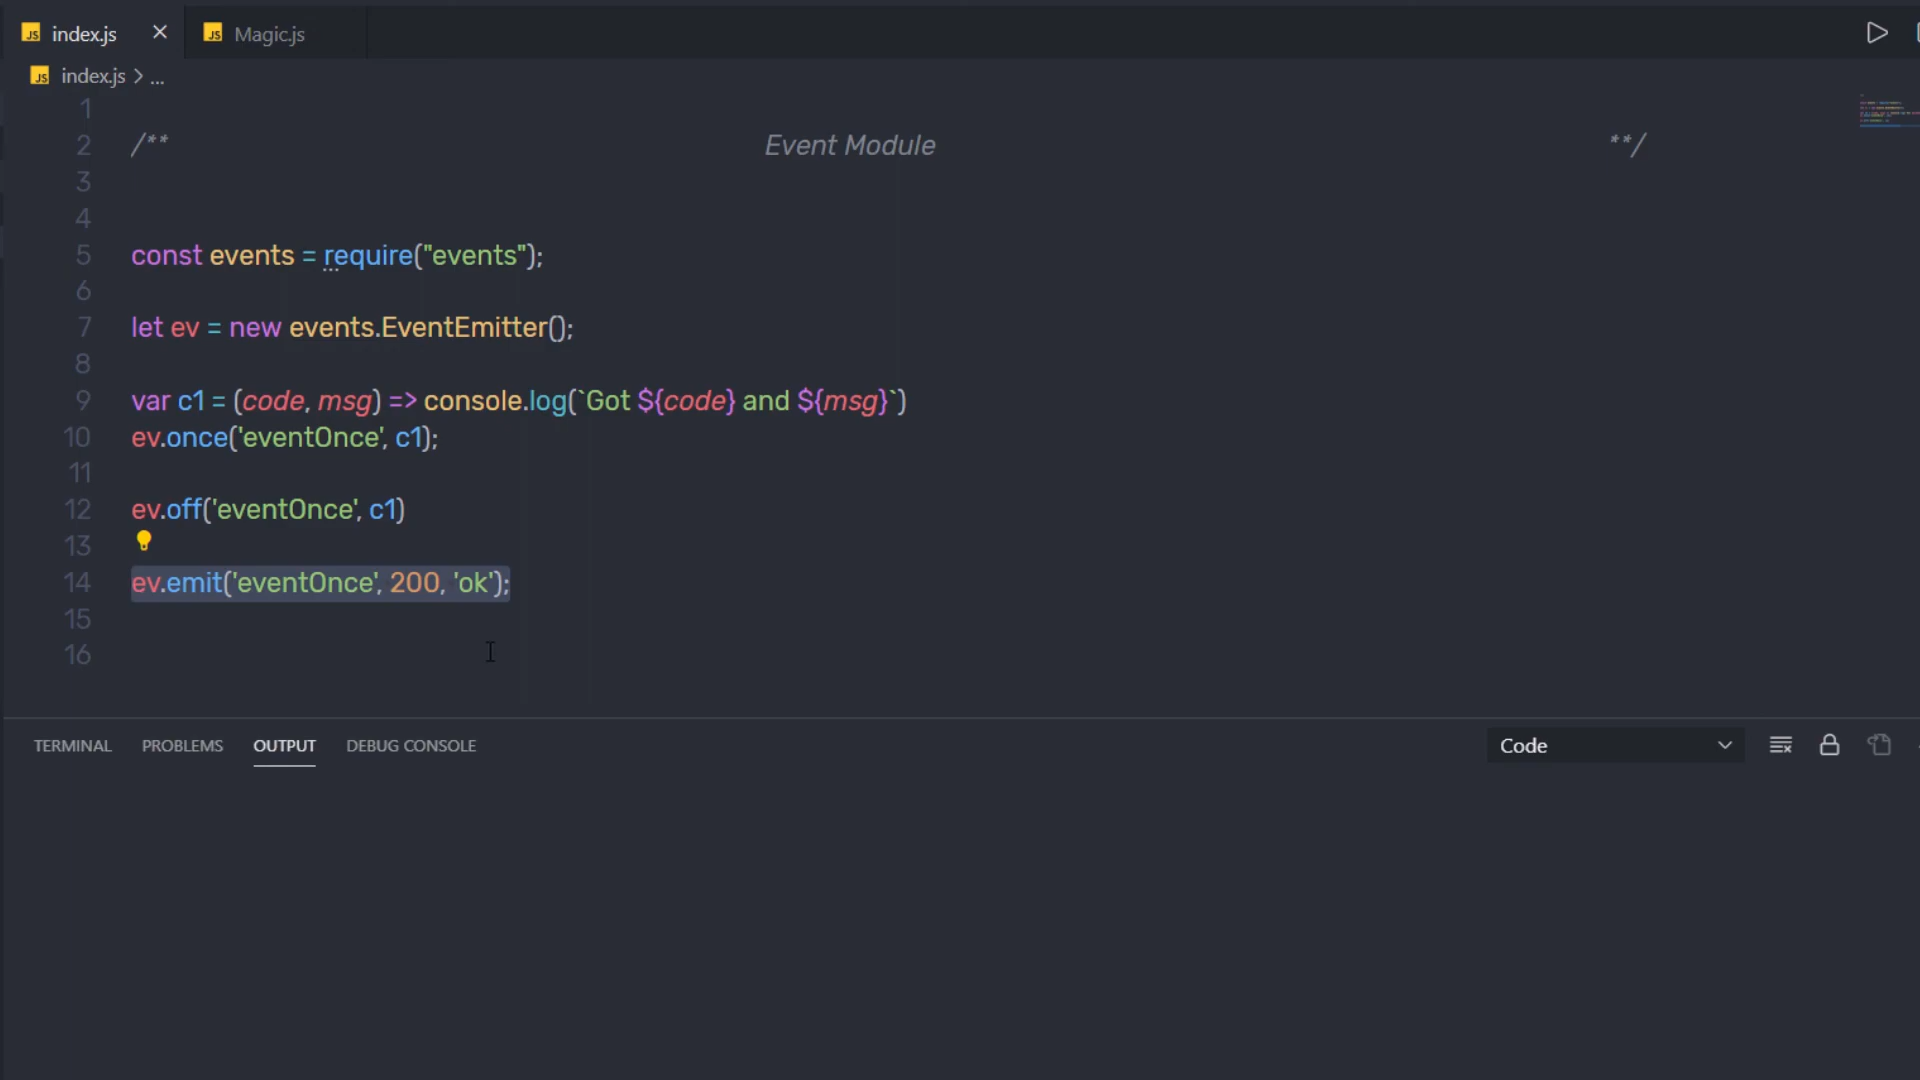 JS index.js × JS Magic.js
JS index.js > ...
1
2 /** Event Module **/
3
4
5 const events = require("events");
6
7 let ev = new events.EventEmitter();
8
9 var c1 = (code, msg) => console.log(`Got ${code} and ${msg}`)
10 ev.once('eventOnce', c1);
11
12 ev.off('eventOnce', c1)
13
14 ev.emit('eventOnce', 200, 'ok');
15
16
TERMINAL PROBLEMS OUTPUT DEBUG CONSOLE Code